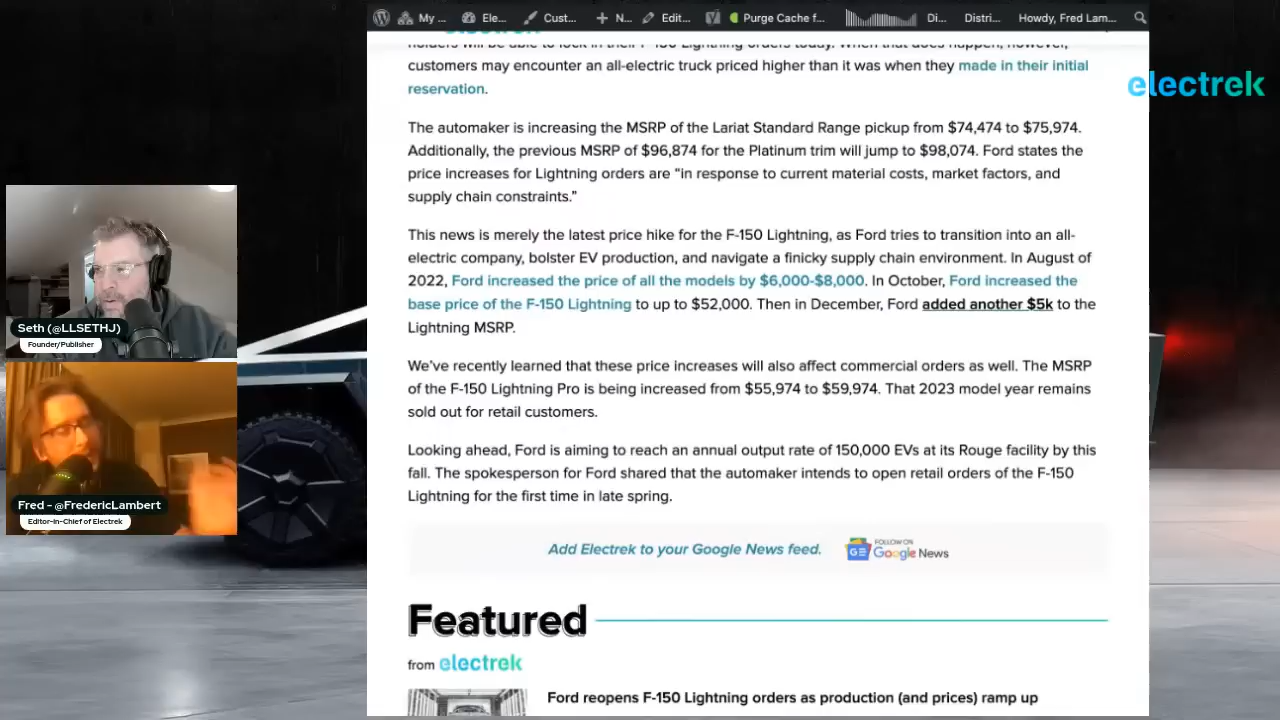 My ...
Ele...
Cust...
N...
Edit...
Purge Cache f...
Di...
Distri...
Howdy, Fred Lam...
electrek
holders will be able to lock in their F-150 Lightning orders today. When that does happen, however,
customers may encounter an all-electric truck priced higher than it was when they made in their initial
reservation.
The automaker is increasing the MSRP of the Lariat Standard Range pickup from $74,474 to $75,974.
Additionally, the previous MSRP of $96,874 for the Platinum trim will jump to $98,074. Ford states the
price increases for Lightning orders are “in response to current material costs, market factors, and
supply chain constraints.”
This news is merely the latest price hike for the F-150 Lightning, as Ford tries to transition into an all-
electric company, bolster EV production, and navigate a finicky supply chain environment. In August of
2022, Ford increased the price of all the models by $6,000-$8,000. In October, Ford increased the
base price of the F-150 Lightning to up to $52,000. Then in December, Ford added another $5k to the
Lightning MSRP.
We’ve recently learned that these price increases will also affect commercial orders as well. The MSRP
of the F-150 Lightning Pro is being increased from $55,974 to $59,974. That 2023 model year remains
sold out for retail customers.
Looking ahead, Ford is aiming to reach an annual output rate of 150,000 EVs at its Rouge facility by this
fall. The spokesperson for Ford shared that the automaker intends to open retail orders of the F-150
Lightning for the first time in late spring.
Add Electrek to your Google News feed.
GE
FOLLOW ON
Google News
Featured
from electrek
Ford reopens F-150 Lightning orders as production (and prices) ramp up
Seth (@LLSETHJ)
Founder/Publisher
Fred - @FredericLambert
Editor-in-Chief of Electrek
electrek